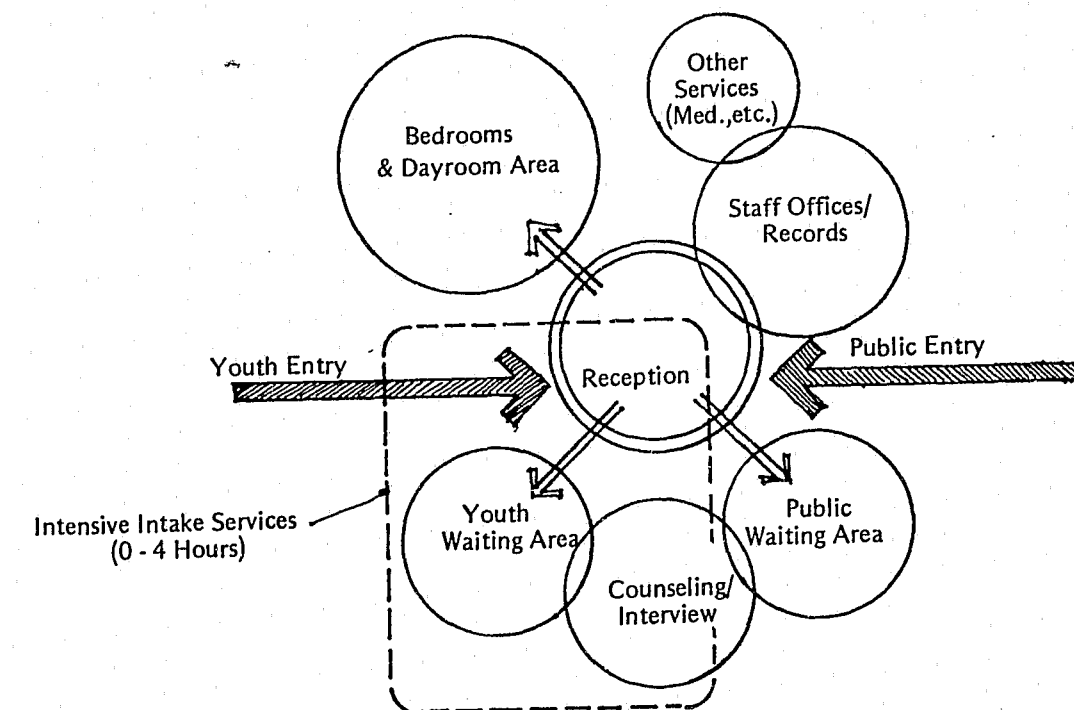 Other
Services
(Med.,etc.)
Bedrooms
& Dayroom Area
Staff Offices/
Records
Youth Entry
Public Entry
Reception
Intensive Intake Services
(0 - 4 Hours)
Youth
Waiting Area
Public
Waiting Area
Counseling/
Interview